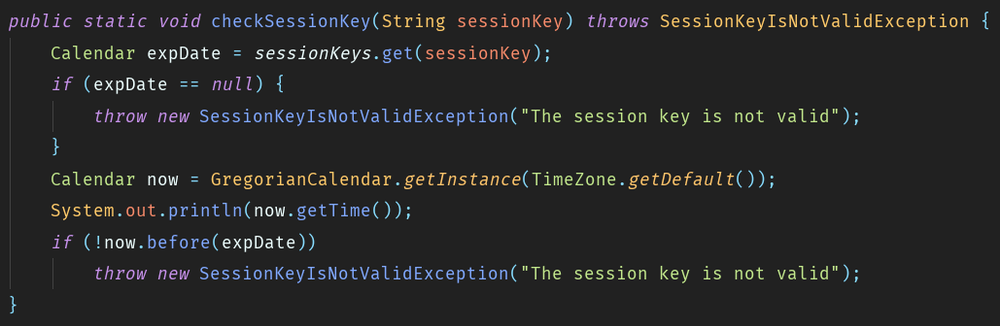 public static void checkSessionKey(String sessionKey) throws SessionKeyIsNotValidException {
    Calendar expDate = sessionKeys.get(sessionKey);
    if (expDate == null) {
        throw new SessionKeyIsNotValidException("The session key is not valid");
    }
    Calendar now = GregorianCalendar.getInstance(TimeZone.getDefault());
    System.out.println(now.getTime());
    if (!now.before(expDate))
        throw new SessionKeyIsNotValidException("The session key is not valid");
}